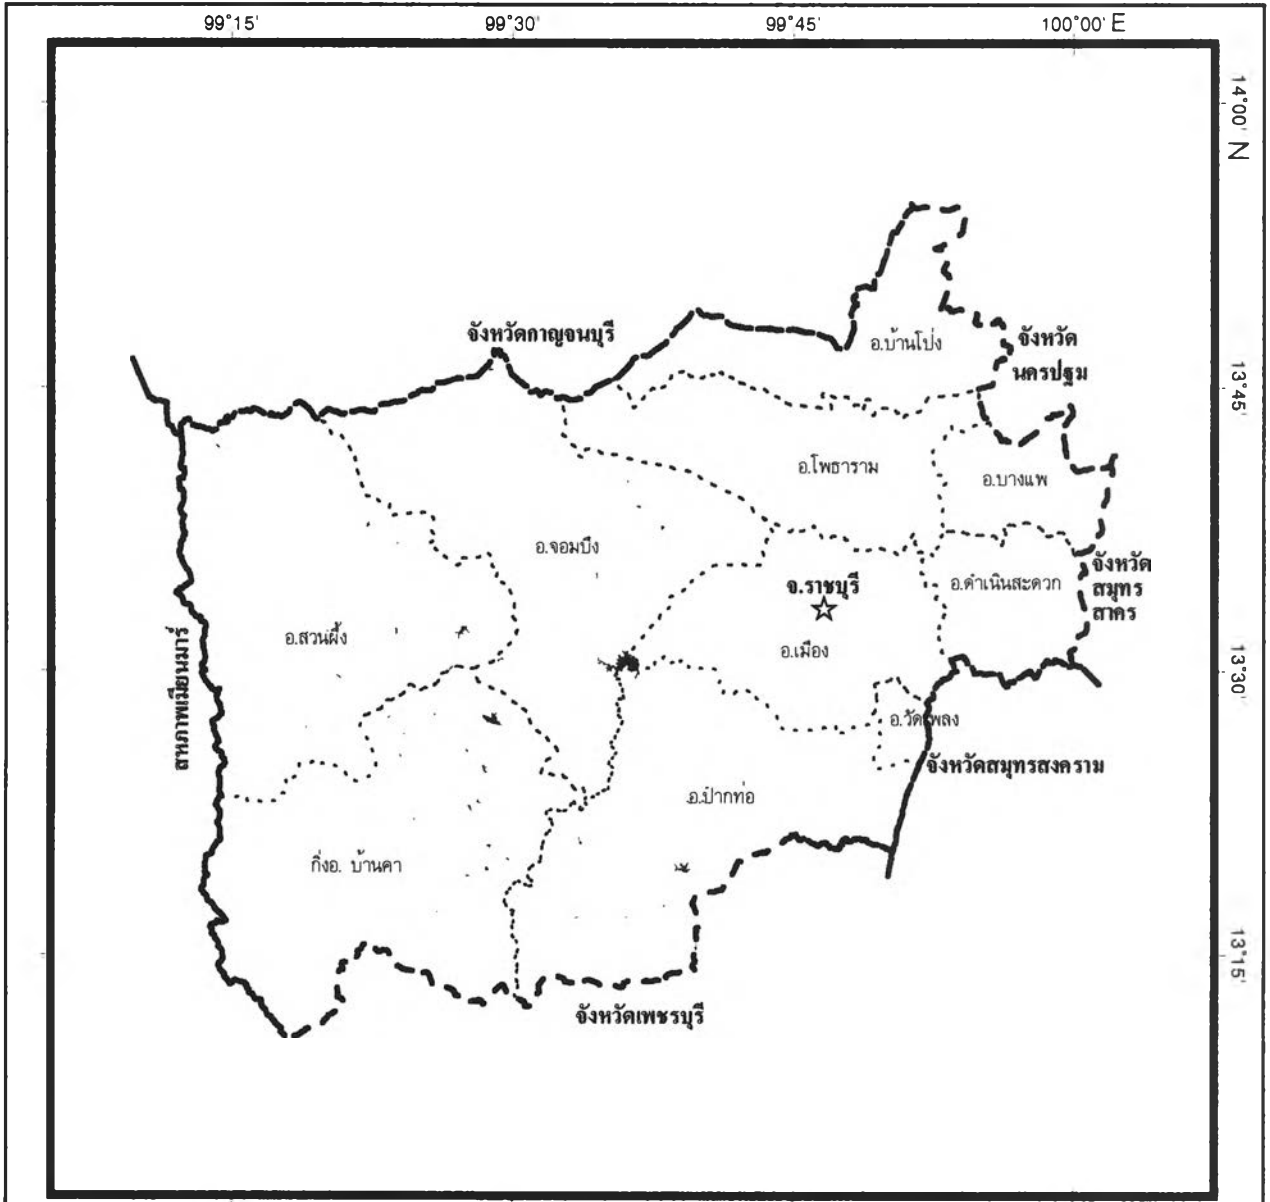 99°15'
99°30'
99°45'
100°00' E
14°00' N
จังหวัดกาญจนบุรี
อ.บ้านโป่ง
จังหวัด
นครปฐม
13°45'
อ.โพธาราม
อ.บางแพ
อ.จอมบึง
จ.ราชบุรี
อ.ดำเนินสะดวก
จังหวัด
สมุทร
สาคร
อ.สวนผึ้ง
อ.เมือง
13°30'
สหภาพเมียนมาร์
อ.วัดเพลง
จังหวัดสมุทรสงคราม
อ.ปากท่อ
กิ่งอ. บ้านคา
13°15'
จังหวัดเพชรบุรี